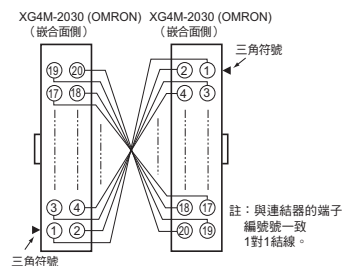 XG4M-2030 (OMRON) XG4M-2030 (OMRON)
（嵌合面側） （嵌合面側）
三角符號
19 20 2 1
17 18 4 3
3 4 18 17
1 2 20 19
三角符號
註：與連結器的端子
編號號一致
1對1結線。